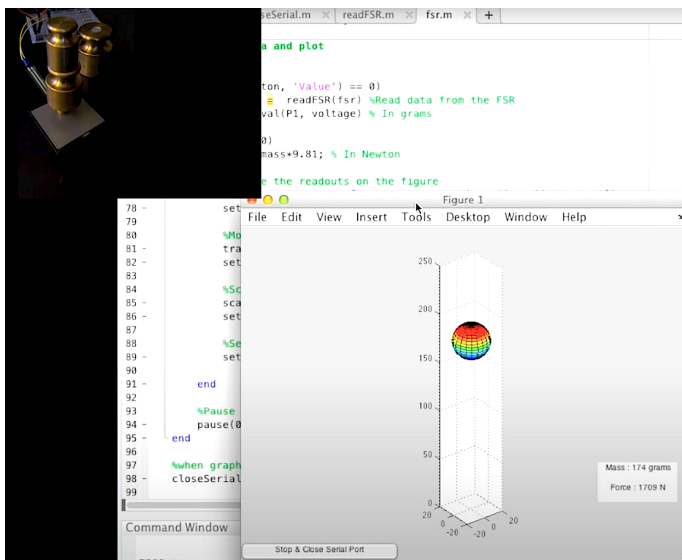 seSerial.m × readFSR.m × fsr.m × +
a and plot
ton, 'Value') == 0)
= readFSR(fsr) %Read data from the FSR
val(P1, voltage) % In grams
0)
mass*9.81; % In Newton
e the readouts on the figure
Figure 1
File Edit View Insert Tools Desktop Window Help
78 - set
79
80 %Mo
81 - tra
82 - set
83
84 %Sc
85 - sca
86 - set
87
88 %Se
89 - set
90
91 - end
92
93 %Pause
94 - pause(0
95 - end
96
97 %when graph
98 - closeSerial
99
250
200
150
100
50
0
20
0
-20
-20
0
20
Mass : 174 grams
Force : 1709 N
Command Window
Stop & Close Serial Port